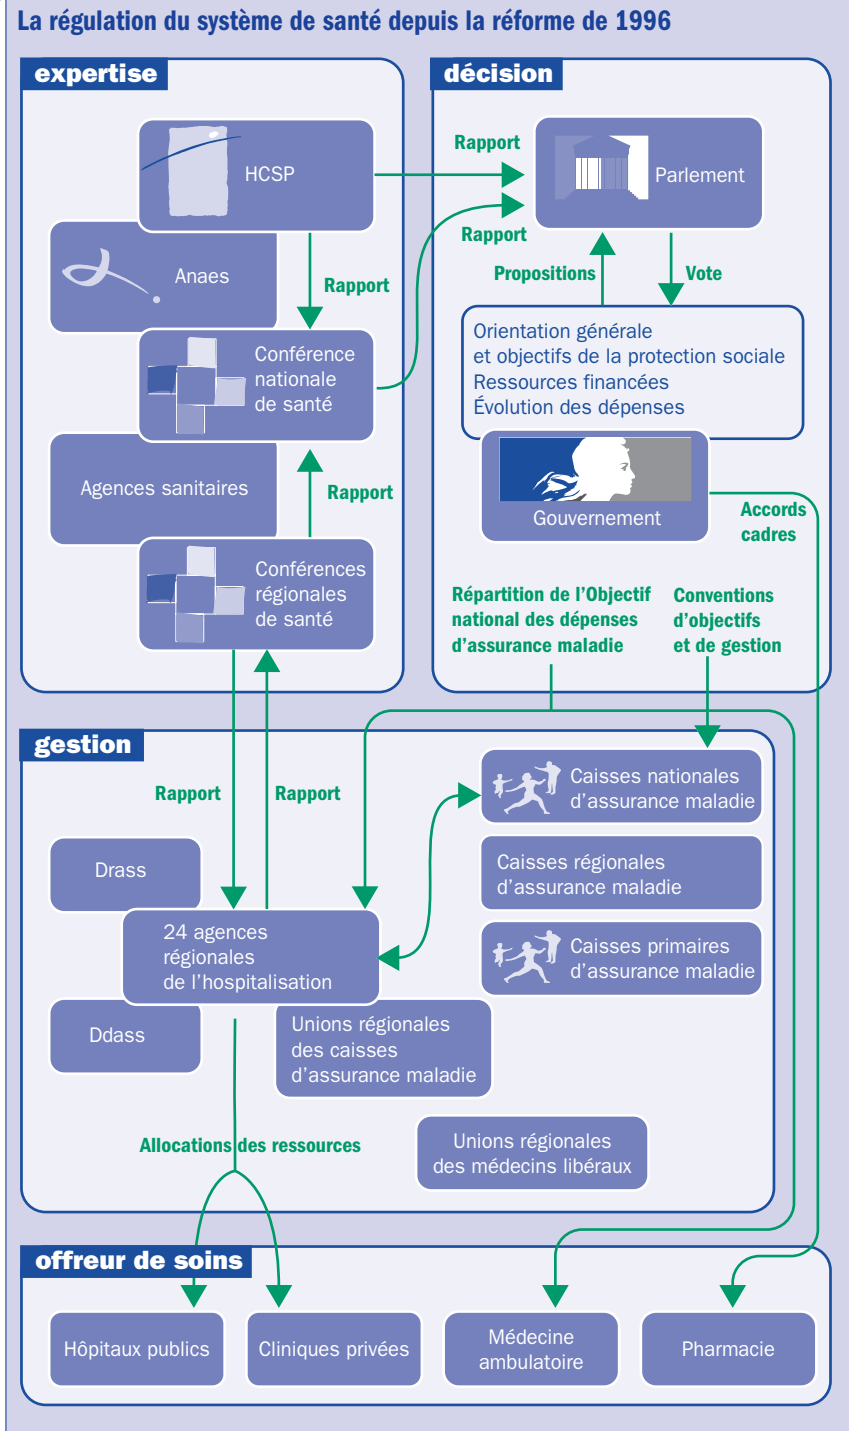 La régulation du système de santé depuis la réforme de 1996
expertise
HCSP
Anaes
Rapport
Conférence
nationale
de santé
Agences sanitaires
Rapport
Conférences
régionales
de santé
décision
Rapport
Parlement
Rapport
Propositions
Vote
Orientation générale
et objectifs de la protection sociale
Ressources financées
Évolution des dépenses
Gouvernement
Accords
cadres
Répartition de l'Objectif
national des dépenses
d'assurance maladie
Conventions
d'objectifs
et de gestion
gestion
Rapport
Rapport
Caisses nationales
d'assurance maladie
Drass
Caisses régionales
d'assurance maladie
24 agences
régionales
de l'hospitalisation
Caisses primaires
d'assurance maladie
Ddass
Unions régionales
des caisses
d'assurance maladie
Allocations des ressources
Unions régionales
des médecins libéraux
offreur de soins
Hôpitaux publics
Cliniques privées
Médecine
ambulatoire
Pharmacie